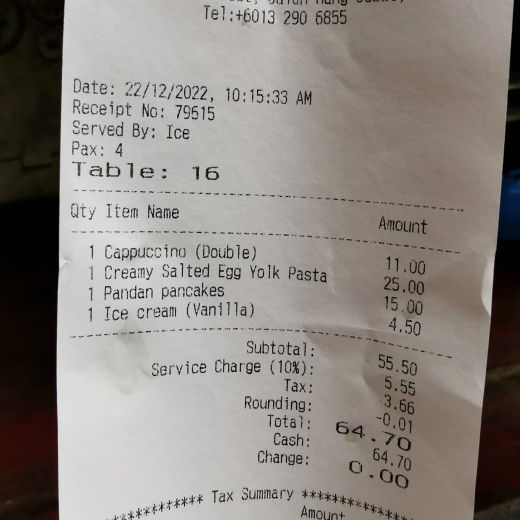 Tel:+6013 290 6855
Date: 22/12/2022, 10:15:33 AM
Receipt No: 79615
Served By: Ice
Pax: 4
Table: 16
Qty Item Name Amount
1 Cappuccino (Double) 11.00
1 Creamy Salted Egg Yolk Pasta 25.00
1 Pandan pancakes 15.00
1 Ice cream (Vanilla) 4.50
Subtotal: 55.50
Service Charge (10%): 5.55
Tax: 3.66
Rounding: -0.01
Total: 64.70
Cash: 64.70
Change: 0.00
************ Tax Summary ************
Amount